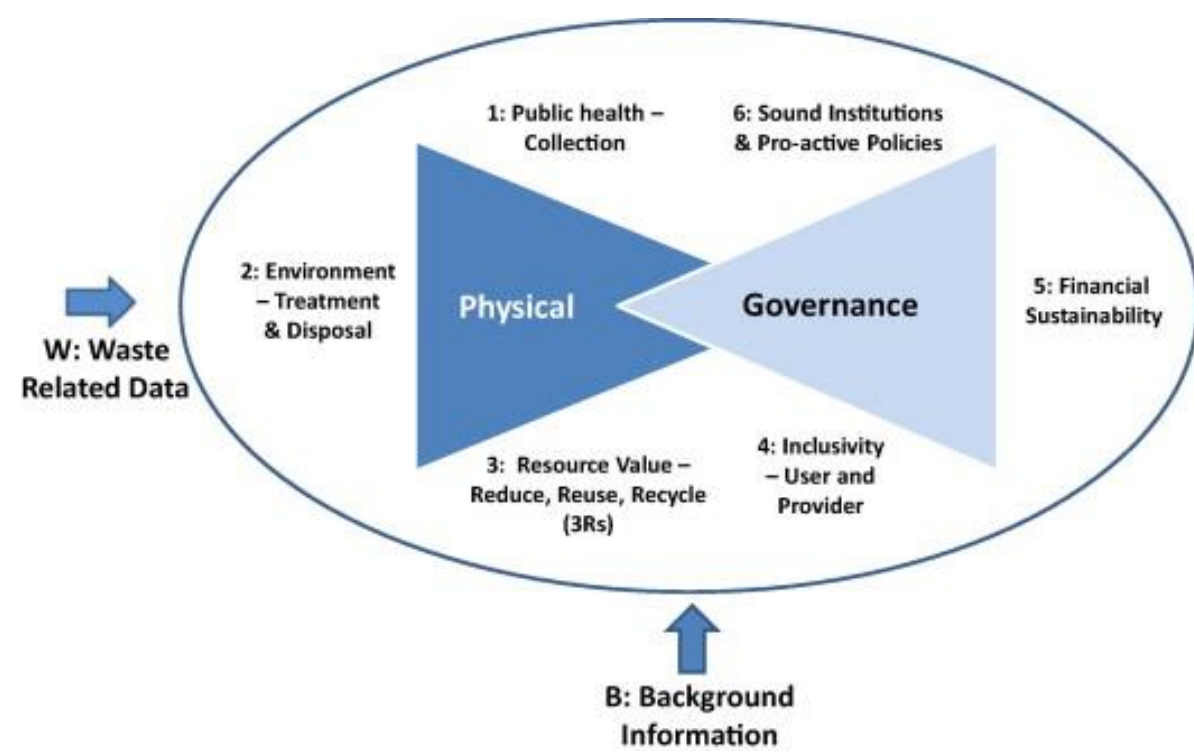 1: Public health –
Collection
6: Sound Institutions
& Pro-active Policies
2: Environment
– Treatment
& Disposal
Physical
Governance
5: Financial
Sustainability
W: Waste
Related Data
3:  Resource Value –
Reduce, Reuse, Recycle
(3Rs)
4: Inclusivity
– User and
Provider
B: Background
Information